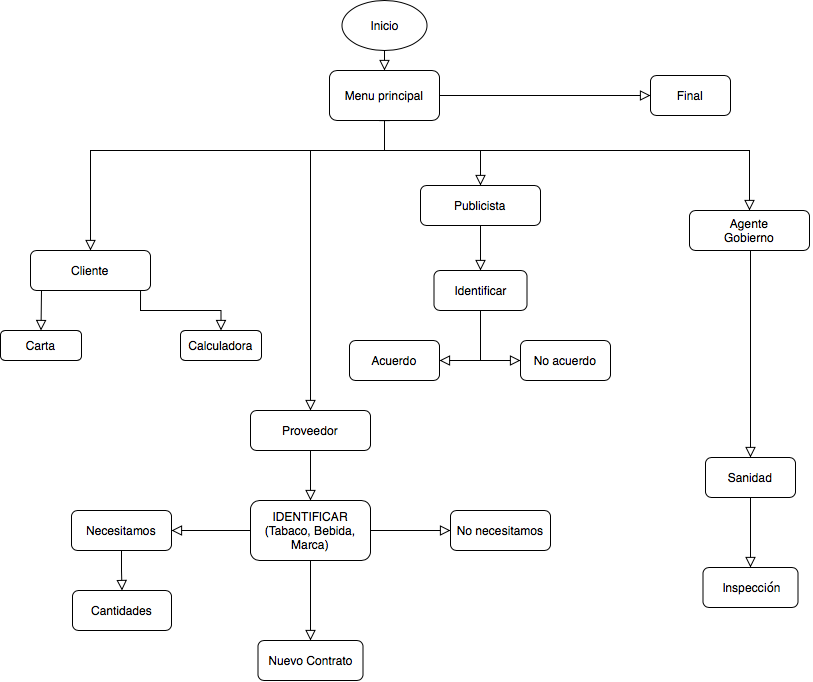 Inicio
Menu principal
Final
Publicista
Agente
Gobierno
Cliente
Identificar
Carta
Calculadora
Acuerdo
No acuerdo
Proveedor
Sanidad
IDENTIFICAR
(Tabaco, Bebida,
Marca)
Necesitamos
No necesitamos
Inspección
Cantidades
Nuevo Contrato